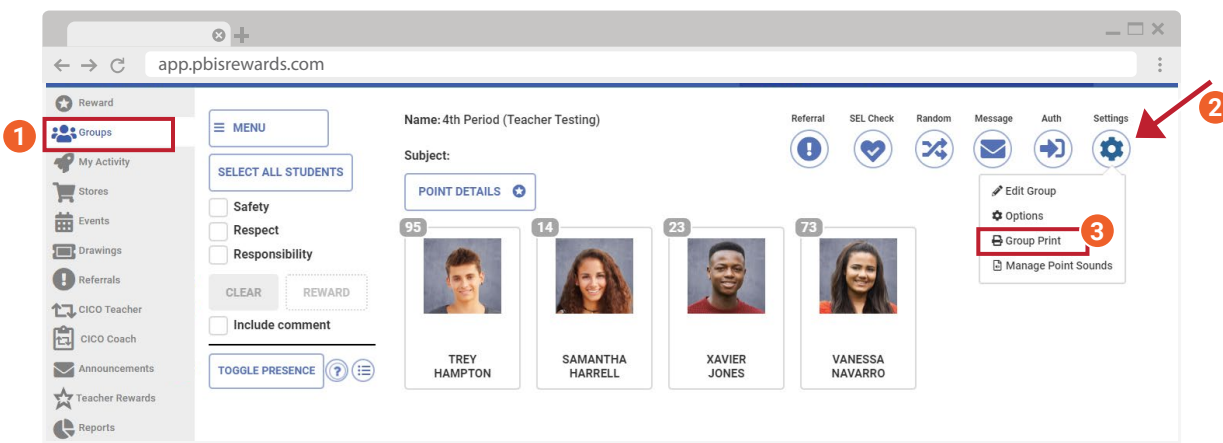 app.pbisrewards.com
1
2
3
Reward
Groups
My Activity
Stores
Events
Drawings
Referrals
CICO Teacher
CICO Coach
Announcements
Teacher Rewards
Reports
MENU
SELECT ALL STUDENTS
Safety
Respect
Responsibility
CLEAR REWARD
Include comment
TOGGLE PRESENCE ?
Name: 4th Period (Teacher Testing)
Subject:
POINT DETAILS
Referral SEL Check Random Message Auth Settings
Edit Group
Options
Group Print
Manage Point Sounds
95
TREY
HAMPTON
14
SAMANTHA
HARRELL
23
XAVIER
JONES
73
VANESSA
NAVARRO